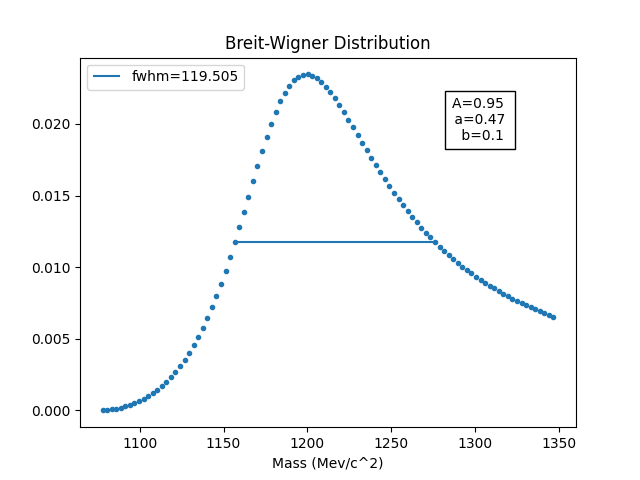 Breit-Wigner Distribution
fwhm=119.505
A=0.95
a=0.47
b=0.1
0.020
0.015
0.010
0.005
0.000
1100 1150 1200 1250 1300 1350
Mass (Mev/c^2)